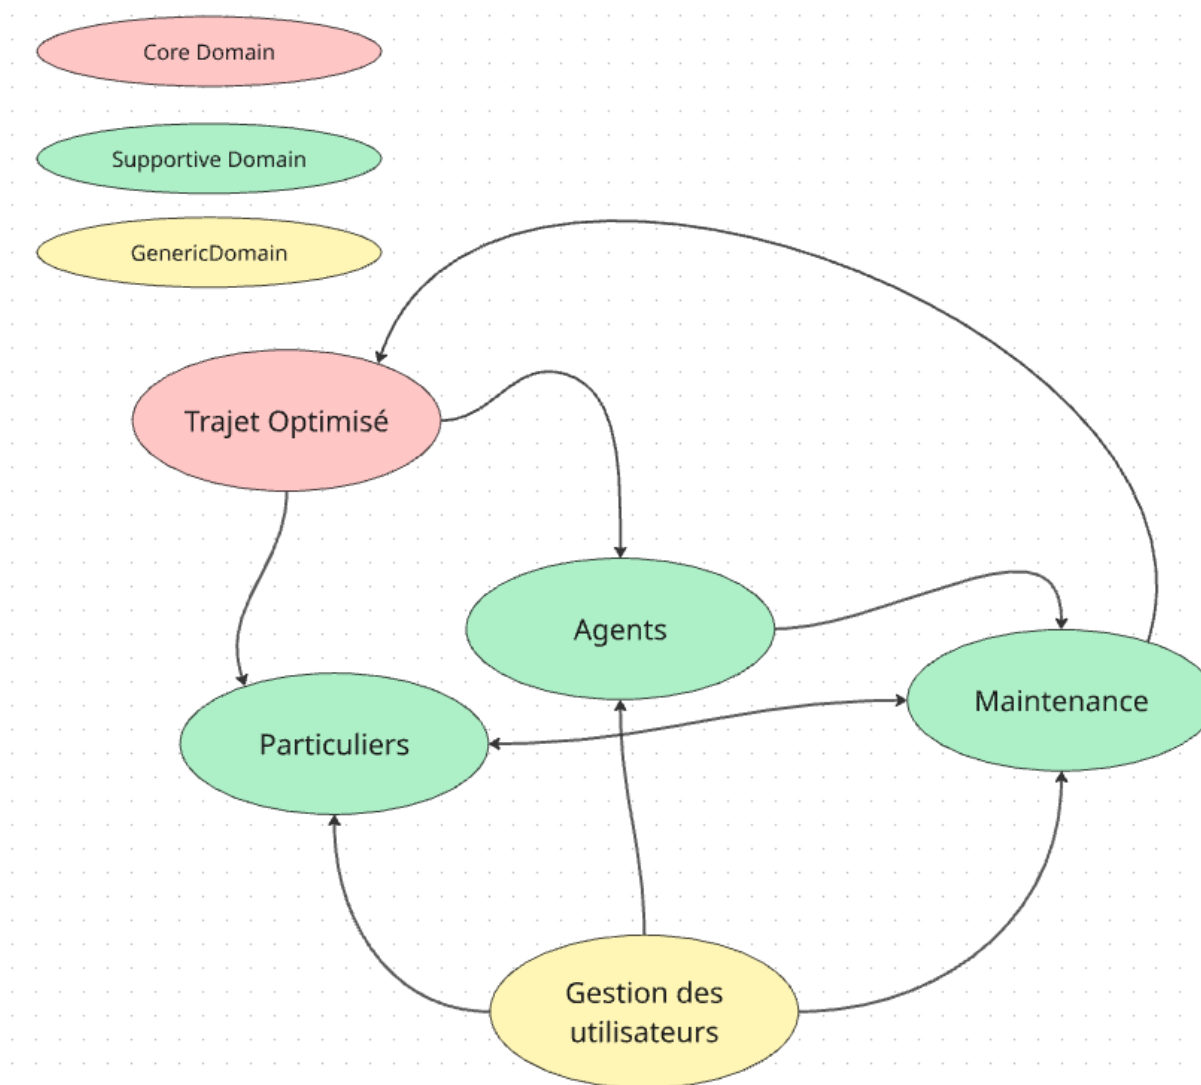 Core Domain
Supportive Domain
GenericDomain
Trajet Optimisé
Agents
Maintenance
Particuliers
Gestion des
utilisateurs